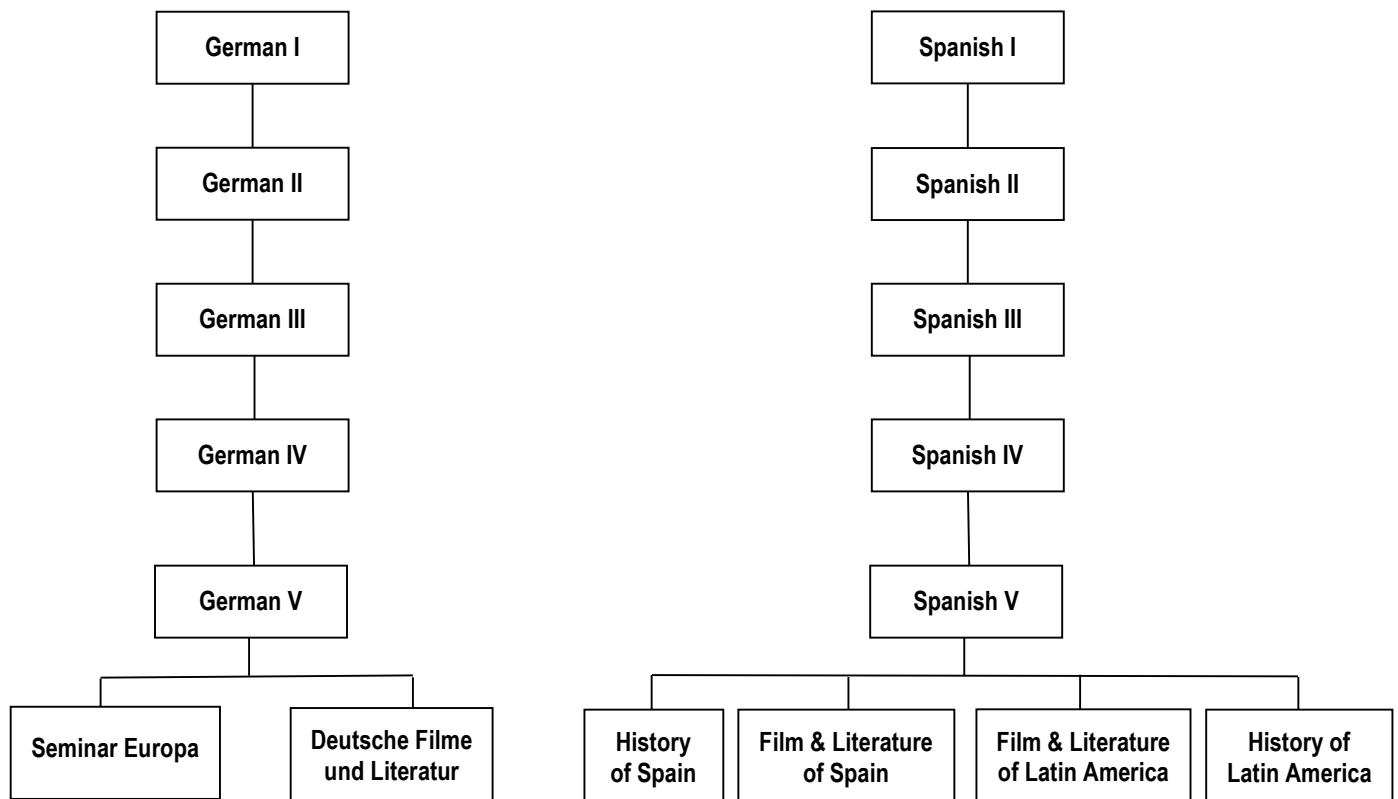 German I
Spanish I
German II
Spanish II
German III
Spanish III
German IV
Spanish IV
German V
Spanish V
Seminar Europa
Deutsche Filme
und Literatur
History
of Spain
Film & Literature
of Spain
Film & Literature
of Latin America
History of
Latin America